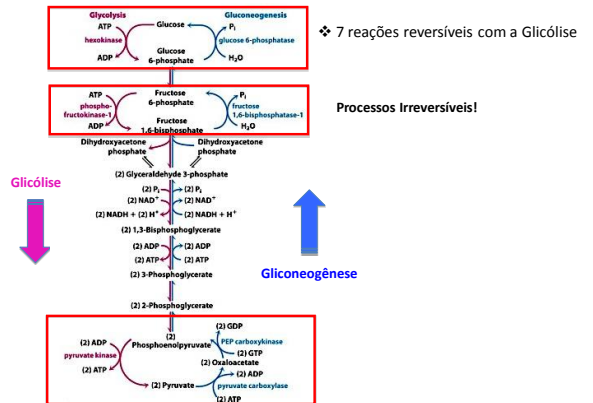 Glycolysis
Gluconeogenesis
ATP
Glucose
Pi
hexokinase
glucose 6-phosphatase
ADP
Glucose
6-phosphate
H2O
❖ 7 reações reversíveis com a Glicólise
ATP
Fructose
6-phosphate
Pi
phospho-
fructokinase-1
fructose
1,6-bisphosphatase-1
ADP
Fructose
1,6-bisphosphate
H2O
Processos Irreversíveis!
Dihydroxyacetone
phosphate
Dihydroxyacetone
phosphate
(2) Glyceraldehyde 3-phosphate
Glicólise
(2) Pi
(2) Pi
(2) NAD+
(2) NAD+
(2) NADH + (2) H+
(2) NADH + H+
(2) 1,3-Bisphosphoglycerate
(2) ADP
(2) ADP
(2) ATP
(2) ATP
Gliconeogênese
(2) 3-Phosphoglycerate
(2) 2-Phosphoglycerate
(2)
Phosphoenolpyruvate
(2) GDP
(2) ADP
PEP carboxykinase
pyruvate kinase
(2) GTP
(2) Oxaloacetate
(2) ATP
(2) ADP
(2) Pyruvate
pyruvate carboxylase
(2) ATP